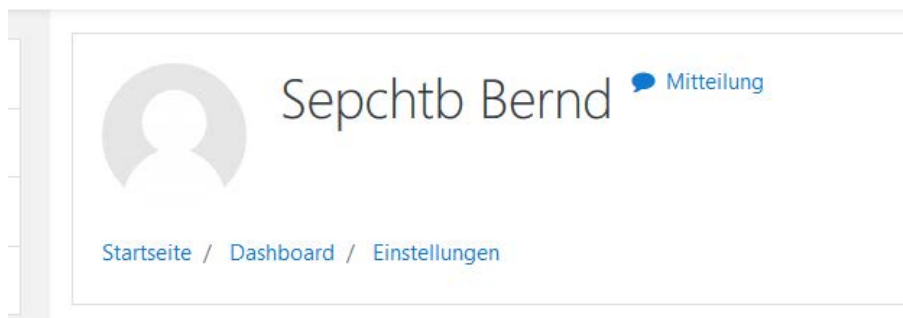 Sepchtb Bernd Mitteilung
Startseite / Dashboard / Einstellungen